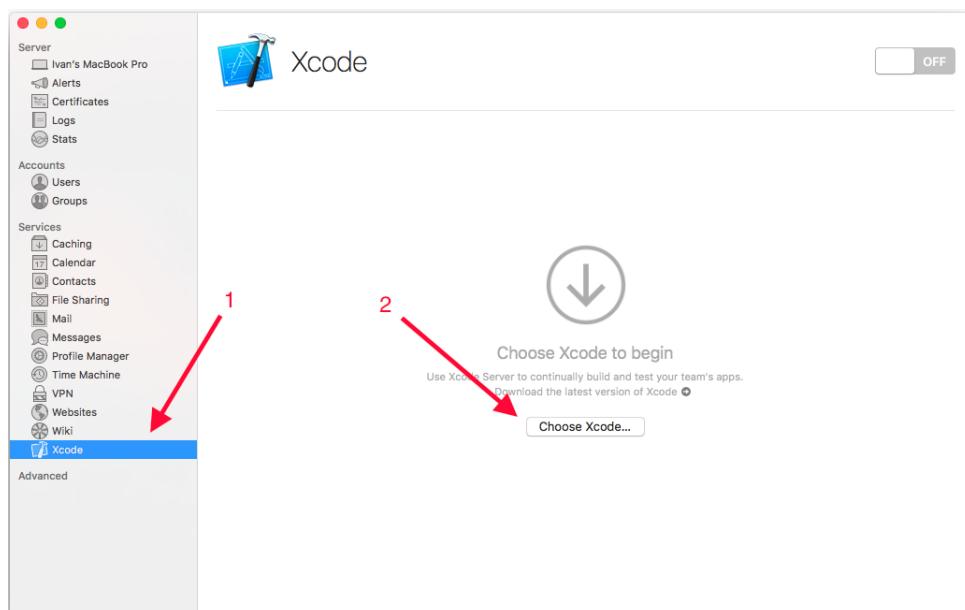 Server
Ivan's MacBook Pro
Alerts
Certificates
Logs
Stats
Accounts
Users
Groups
Services
Caching
17 Calendar
Contacts
File Sharing
Mail
Messages
Profile Manager
Time Machine
VPN
Websites
Wiki
Xcode
Advanced
Xcode
OFF
1
2
Choose Xcode to begin
Use Xcode Server to continually build and test your team's apps.
Download the latest version of Xcode
Choose Xcode...